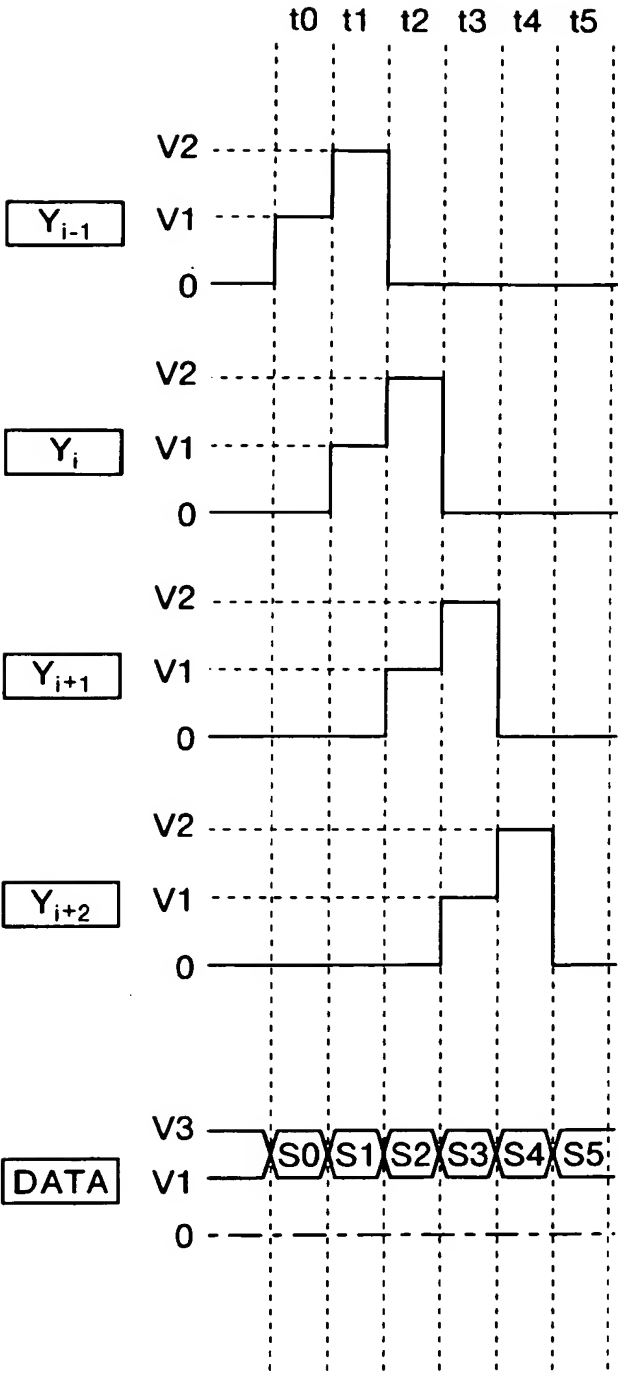 t0 t1 t2 t3 t4 t5
V2
Y_{i-1} V1
0
V2
Y_i V1
0
V2
Y_{i+1} V1
0
V2
Y_{i+2} V1
0
V3
S0 S1 S2 S3 S4 S5
DATA V1
0